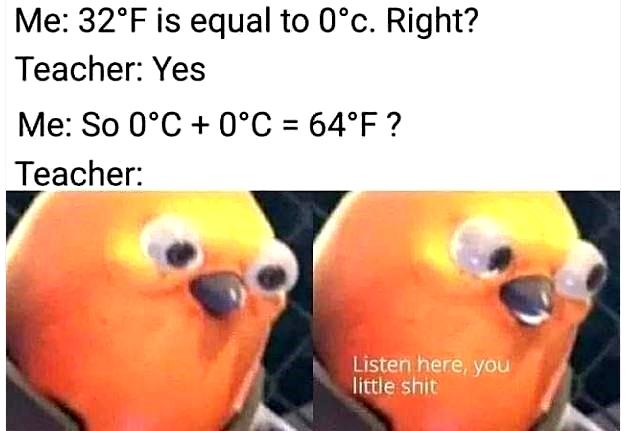 Me: 32°F is equal to 0°c. Right?
Teacher: Yes
Me: So 0°C + 0°C = 64°F ?
Teacher:
Listen here, you
little shit